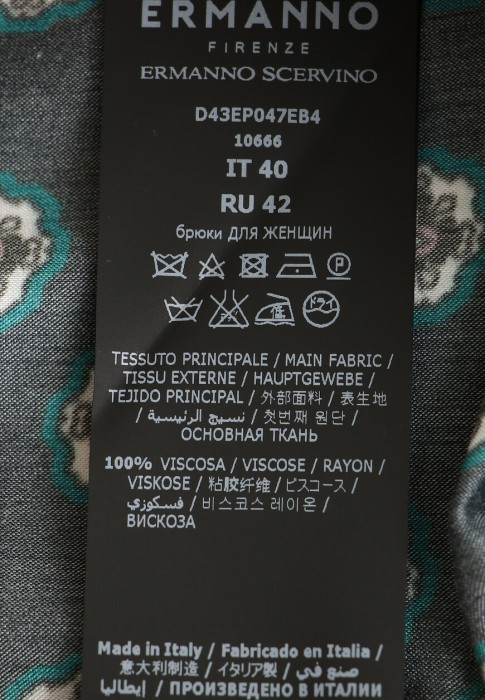 ERMANNO
FIRENZE
ERMANNO SCERVINO
D43EP047EB4
10666
IT 40
RU 42
брюки ДЛЯ ЖЕНЩИН
P
ドライ
TESSUTO PRINCIPALE / MAIN FABRIC /
TISSU EXTERNE / HAUPTGEWEBE /
TEJIDO PRINCIPAL / 外部面料 / 表生地
/ 첫번째 원단 / نسيج الرئيسية /
ОСНОВНАЯ ТКАНЬ
100% VISCOSA / VISCOSE / RAYON /
VISKOSE / 粘胶纤维 / ビスコース /
비스코스 레이온 / فسكوزي /
ВИСКОЗА
Made in Italy / Fabricado en Italia /
意大利制造 / イタリア製 / صنع في
إيطاليا / ПРОИЗВЕДЕНО В ИТАЛИИ